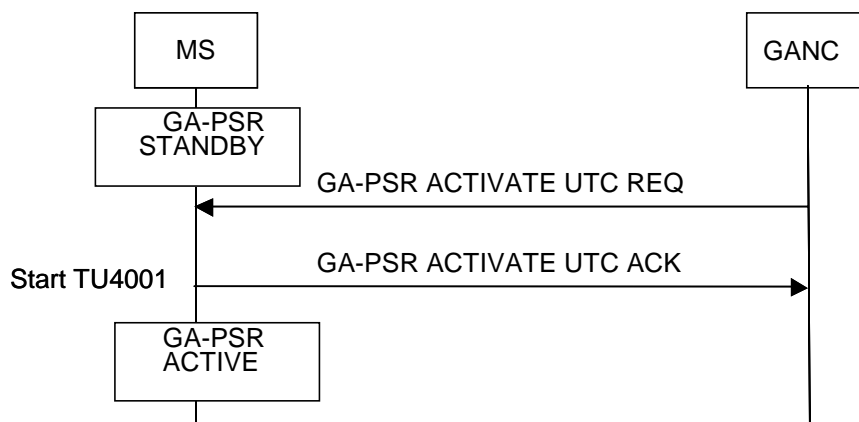 MS
GANC
GA-PSR
STANDBY
GA-PSR ACTIVATE UTC REQ
GA-PSR ACTIVATE UTC ACK
Start TU4001
GA-PSR
ACTIVE